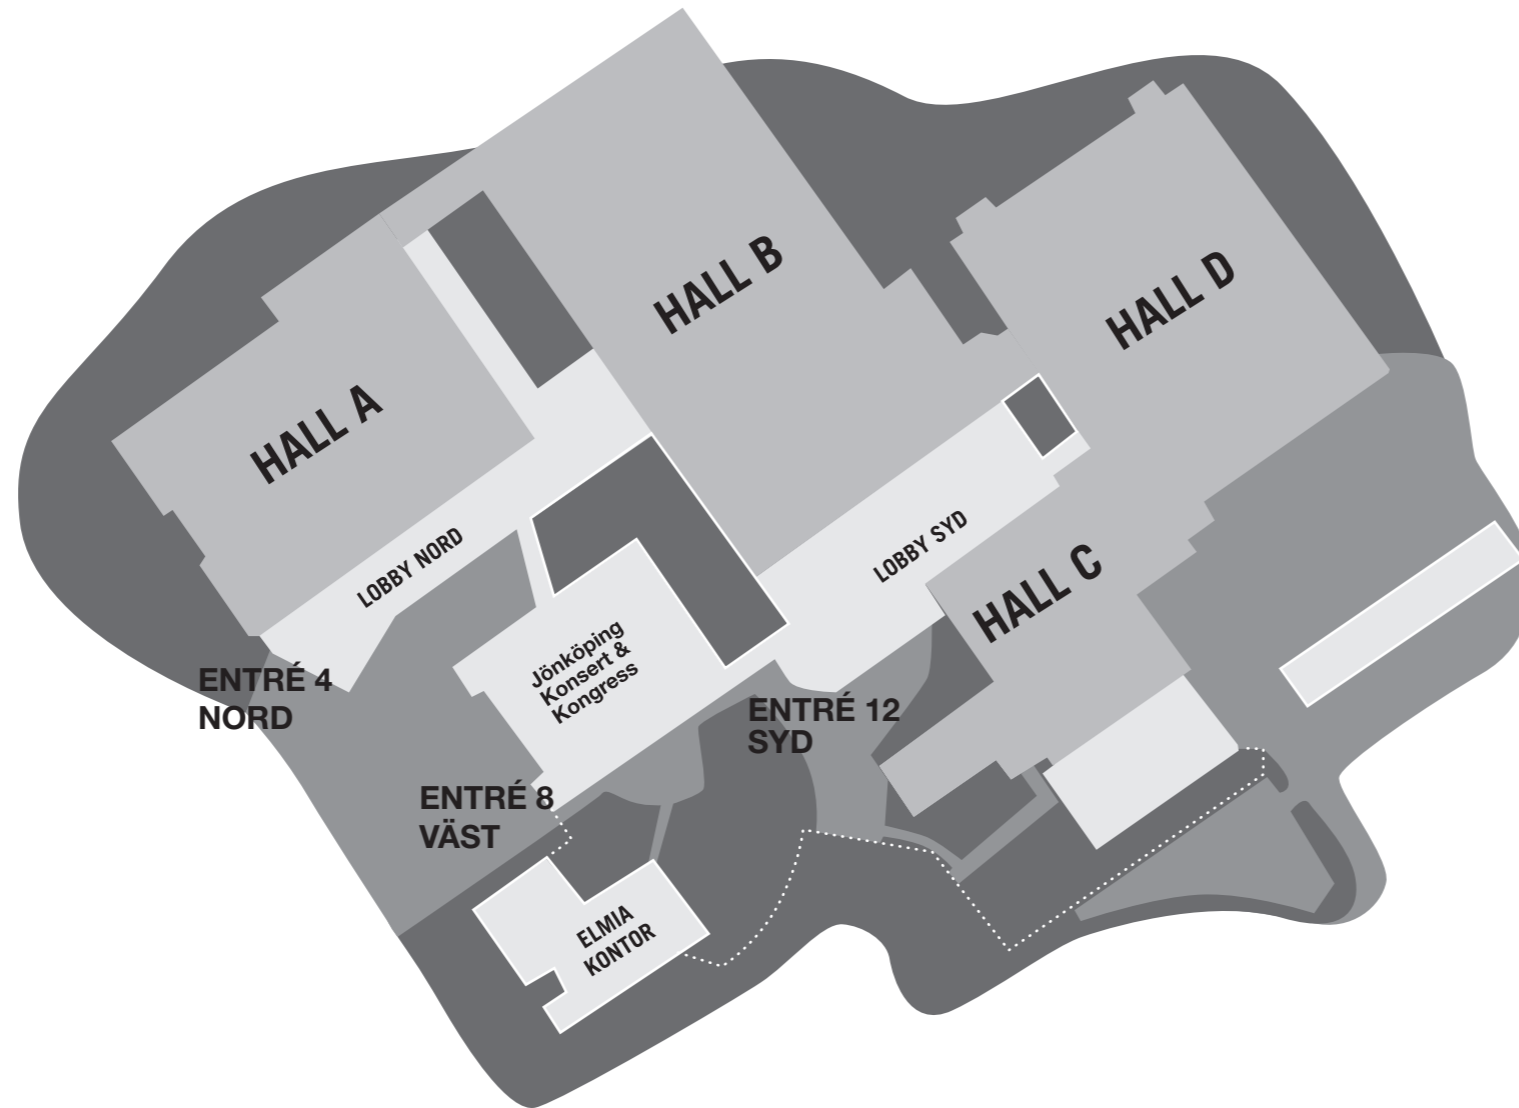 HALL B
HALL D
HALL A
LOBBY NORD
LOBBY SYD
HALL C
Jönköping
Konsert &
Kongress
ENTRÉ 4
NORD
ENTRÉ 12
SYD
ENTRÉ 8
VÄST
ELMIA
KONTOR